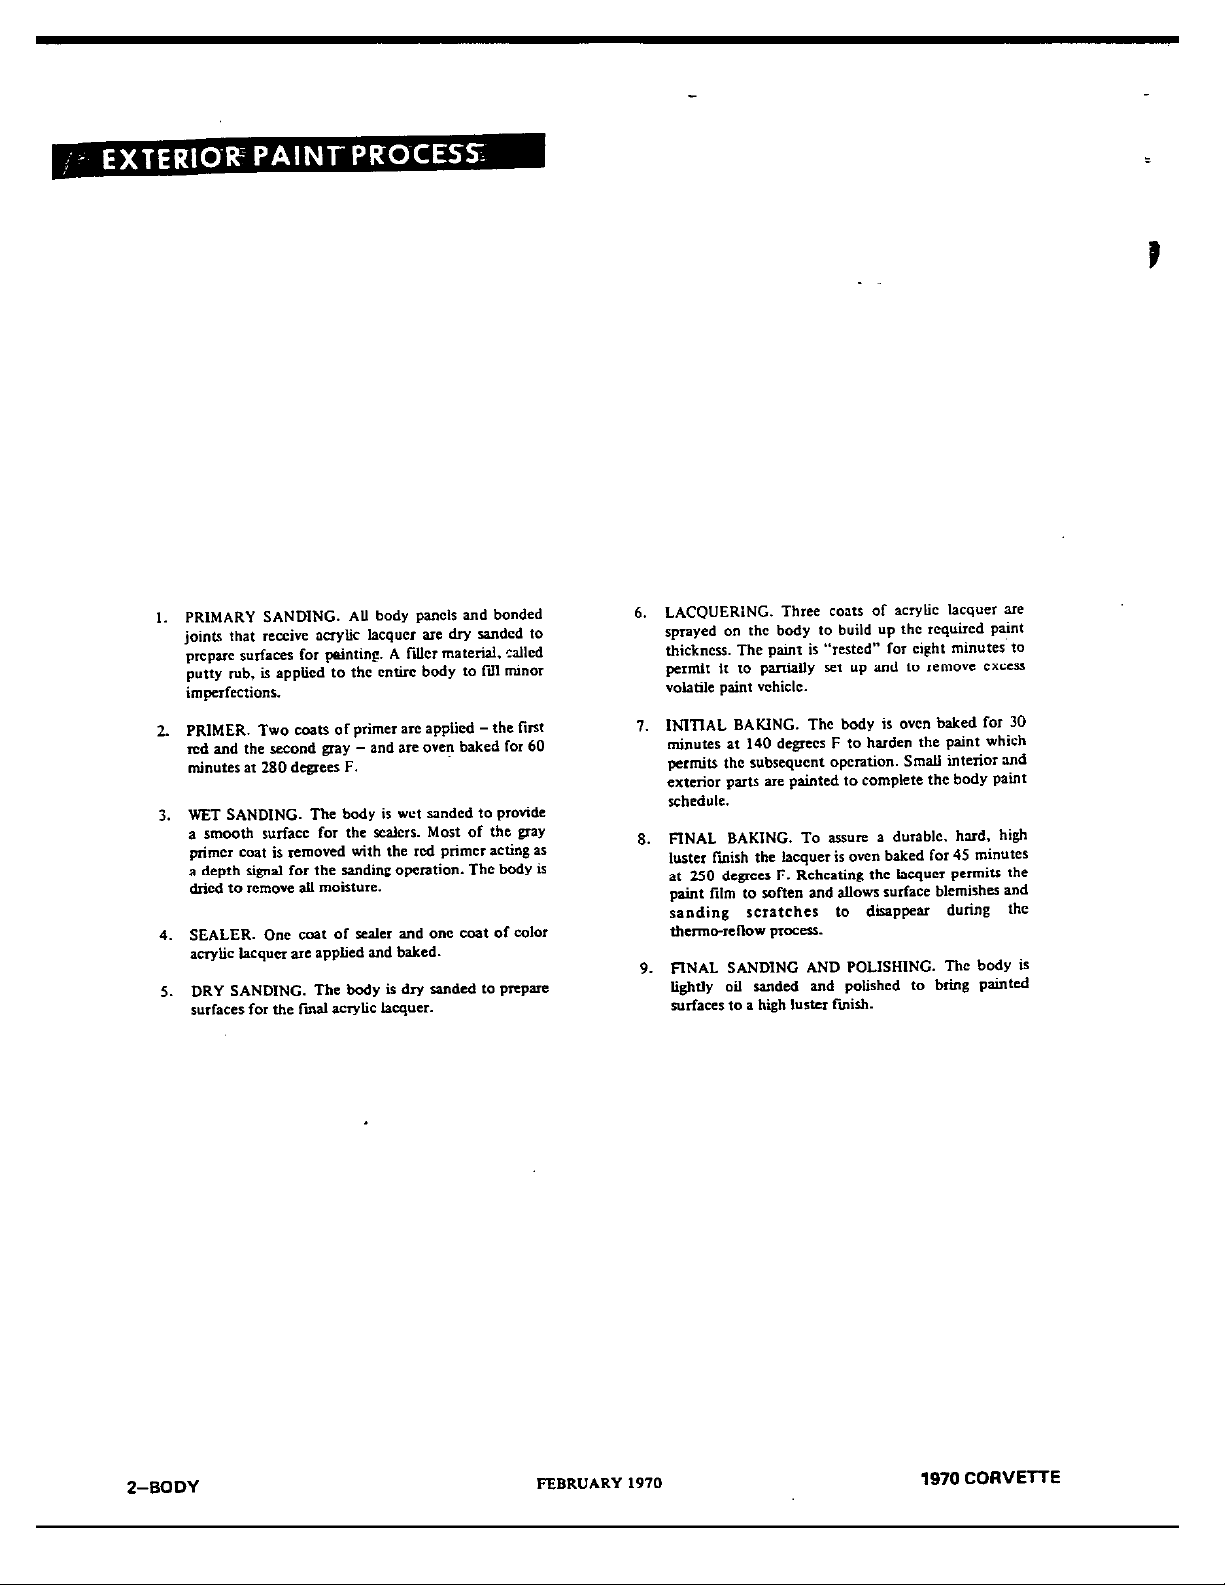 EXTERIOR PAINT PROCESS
1. PRIMARY SANDING. All body panels and bonded
joints that receive acrylic lacquer are dry sanded to
prepare surfaces for painting. A filler material, called
putty rub, is applied to the entire body to fill minor
imperfections.
2. PRIMER. Two coats of primer are applied – the first
red and the second gray – and are oven baked for 60
minutes at 280 degrees F.
3. WET SANDING. The body is wet sanded to provide
a smooth surface for the sealers. Most of the gray
primer coat is removed with the red primer acting as
a depth signal for the sanding operation. The body is
dried to remove all moisture.
4. SEALER. One coat of sealer and one coat of color
acrylic lacquer are applied and baked.
5. DRY SANDING. The body is dry sanded to prepare
surfaces for the final acrylic lacquer.
6. LACQUERING. Three coats of acrylic lacquer are
sprayed on the body to build up the required paint
thickness. The paint is "rested" for eight minutes to
permit it to partially set up and to remove excess
volatile paint vehicle.
7. INITIAL BAKING. The body is oven baked for 30
minutes at 140 degrees F to harden the paint which
permits the subsequent operation. Small interior and
exterior parts are painted to complete the body paint
schedule.
8. FINAL BAKING. To assure a durable, hard, high
luster finish the lacquer is oven baked for 45 minutes
at 250 degrees F. Reheating the lacquer permits the
paint film to soften and allows surface blemishes and
sanding scratches to disappear during the
thermo-reflow process.
9. FINAL SANDING AND POLISHING. The body is
lightly oil sanded and polished to bring painted
surfaces to a high luster finish.
2–BODY
FEBRUARY 1970
1970 CORVETTE